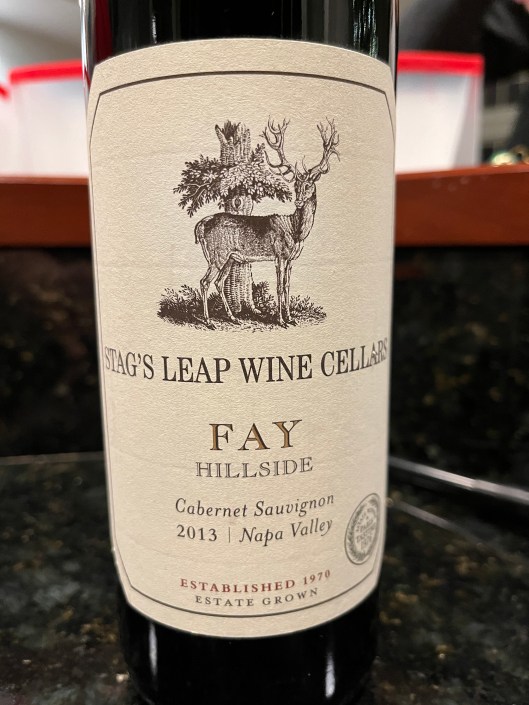 STAG'S LEAP WINE CELLARS
FAY
HILLSIDE
Cabernet Sauvignon
2013 | Napa Valley
ESTABLISHED 1970
ESTATE GROWN